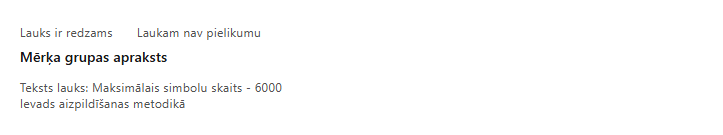 Lauks ir redzams Laukam nav pielikumu
Mērķa grupas apraksts
Teksts lauks: Maksimālais simbolu skaits - 6000
Ievads aizpildīšanas metodikā